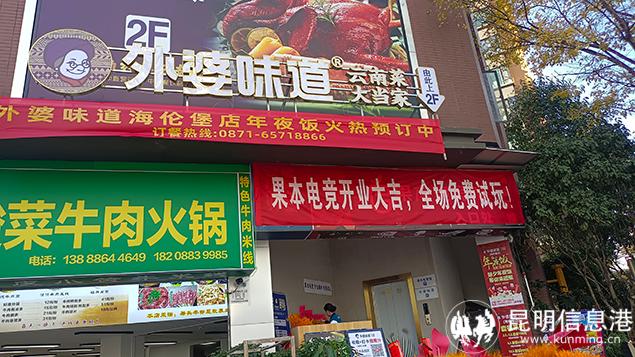 2F
外婆味道®
云南菜
大当家
由此上
2F
外婆味道海伦堡店年夜饭火热预订中
订餐热线:0871-65718866
酸菜牛肉火锅
电话: 138 8864 4649 182 0883 9985
特色牛肉米线
果本电竞开业大吉，全场免费试玩！
年夜饭
昆明信息港
www.kunming.cn